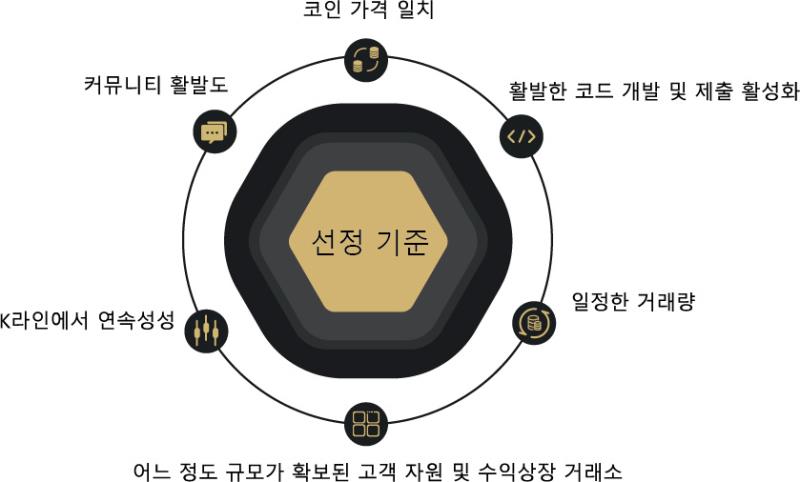 코인 가격 일치
커뮤니티 활발도
활발한 코드 개발 및 제출 활성화
선정 기준
일정한 거래량
K라인에서 연속성성
어느 정도 규모가 확보된 고객 자원 및 수익상장 거래소